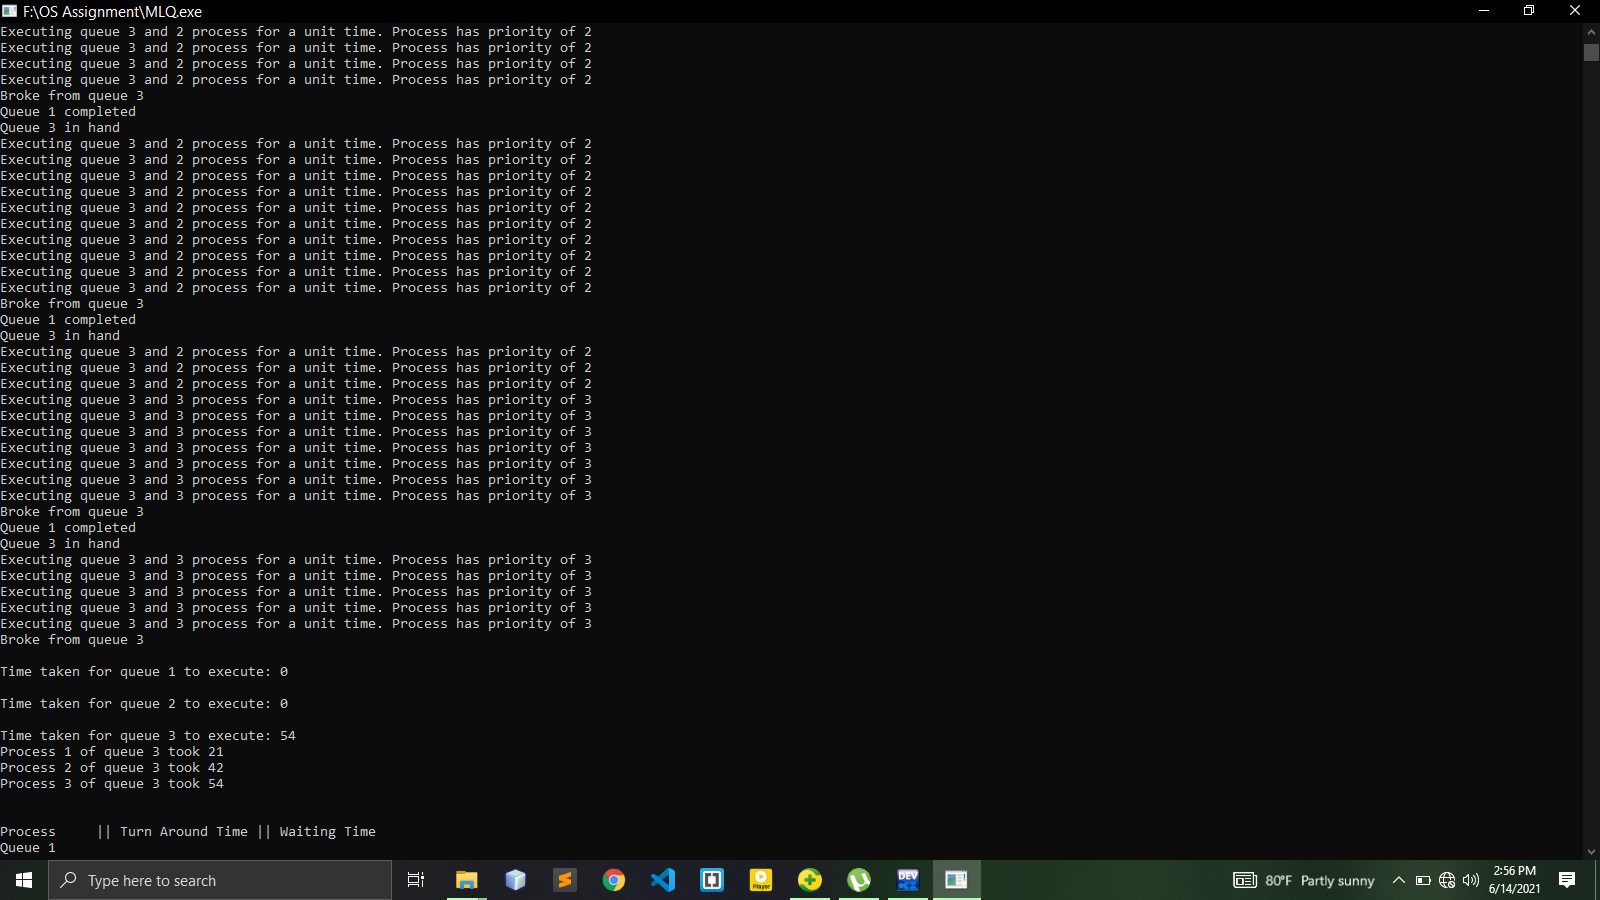 F:\OS Assignment\MLQ.exe
Executing queue 3 and 2 process for a unit time. Process has priority of 2
Executing queue 3 and 2 process for a unit time. Process has priority of 2
Executing queue 3 and 2 process for a unit time. Process has priority of 2
Executing queue 3 and 2 process for a unit time. Process has priority of 2
Broke from queue 3
Queue 1 completed
Queue 3 in hand
Executing queue 3 and 2 process for a unit time. Process has priority of 2
Executing queue 3 and 2 process for a unit time. Process has priority of 2
Executing queue 3 and 2 process for a unit time. Process has priority of 2
Executing queue 3 and 2 process for a unit time. Process has priority of 2
Executing queue 3 and 2 process for a unit time. Process has priority of 2
Executing queue 3 and 2 process for a unit time. Process has priority of 2
Executing queue 3 and 2 process for a unit time. Process has priority of 2
Executing queue 3 and 2 process for a unit time. Process has priority of 2
Executing queue 3 and 2 process for a unit time. Process has priority of 2
Executing queue 3 and 2 process for a unit time. Process has priority of 2
Broke from queue 3
Queue 1 completed
Queue 3 in hand
Executing queue 3 and 2 process for a unit time. Process has priority of 2
Executing queue 3 and 2 process for a unit time. Process has priority of 2
Executing queue 3 and 2 process for a unit time. Process has priority of 2
Executing queue 3 and 3 process for a unit time. Process has priority of 3
Executing queue 3 and 3 process for a unit time. Process has priority of 3
Executing queue 3 and 3 process for a unit time. Process has priority of 3
Executing queue 3 and 3 process for a unit time. Process has priority of 3
Executing queue 3 and 3 process for a unit time. Process has priority of 3
Executing queue 3 and 3 process for a unit time. Process has priority of 3
Executing queue 3 and 3 process for a unit time. Process has priority of 3
Broke from queue 3
Queue 1 completed
Queue 3 in hand
Executing queue 3 and 3 process for a unit time. Process has priority of 3
Executing queue 3 and 3 process for a unit time. Process has priority of 3
Executing queue 3 and 3 process for a unit time. Process has priority of 3
Executing queue 3 and 3 process for a unit time. Process has priority of 3
Executing queue 3 and 3 process for a unit time. Process has priority of 3
Broke from queue 3
Time taken for queue 1 to execute: 0
Time taken for queue 2 to execute: 0
Time taken for queue 3 to execute: 54
Process 1 of queue 3 took 21
Process 2 of queue 3 took 42
Process 3 of queue 3 took 54
Process || Turn Around Time || Waiting Time
Queue 1
Type here to search
Player
DEV
80°F Partly sunny
2:56 PM
6/14/2021